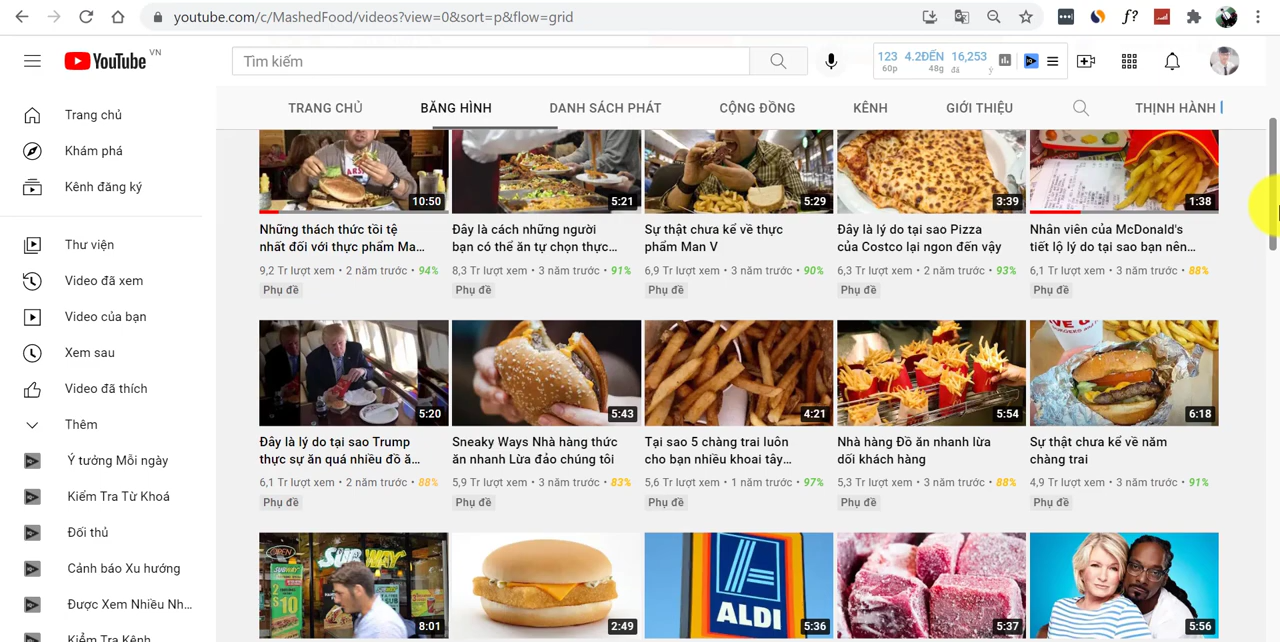 youtube.com/c/MashedFood/videos?view=0&sort=p&flow=grid
f?
YouTube VN
Tìm kiếm
123 4.2ĐẾN 16,253
60p 48g đá ý
TRANG CHỦ BĂNG HÌNH DANH SÁCH PHÁT CỘNG ĐỒNG KÊNH GIỚI THIỆU THỊNH HÀNH
Trang chủ
Khám phá
Kênh đăng ký
Thư viện
Video đã xem
Video của bạn
Xem sau
Video đã thích
Thêm
Ý tưởng Mỗi ngày
Kiểm Tra Từ Khoá
Đối thủ
Cảnh báo Xu hướng
Được Xem Nhiều Nh...
Kiểm Tra Kênh
10:50
Những thách thức tồi tệ
nhất đối với thực phẩm Ma...
9,2 Tr lượt xem • 2 năm trước • 94%
Phụ đề
5:21
Đây là cách những người
bạn có thể ăn tự chọn thực...
8,3 Tr lượt xem • 3 năm trước • 91%
Phụ đề
5:29
Sự thật chưa kể về thực
phẩm Man V
6,9 Tr lượt xem • 3 năm trước • 90%
Phụ đề
3:39
Đây là lý do tại sao Pizza
của Costco lại ngon đến vậy
6,3 Tr lượt xem • 2 năm trước • 93%
Phụ đề
1:38
Nhân viên của McDonald's
tiết lộ lý do tại sao bạn nên...
6,1 Tr lượt xem • 3 năm trước • 88%
Phụ đề
5:20
Đây là lý do tại sao Trump
thực sự ăn quá nhiều đồ ă...
6,1 Tr lượt xem • 2 năm trước • 88%
Phụ đề
5:43
Sneaky Ways Nhà hàng thức
ăn nhanh Lừa đảo chúng tôi
5,9 Tr lượt xem • 3 năm trước • 83%
Phụ đề
4:21
Tại sao 5 chàng trai luôn
cho bạn nhiều khoai tây...
5,6 Tr lượt xem • 1 năm trước • 97%
Phụ đề
5:54
Nhà hàng Đồ ăn nhanh lừa
dối khách hàng
5,3 Tr lượt xem • 3 năm trước • 88%
Phụ đề
6:18
Sự thật chưa kể về năm
chàng trai
4,9 Tr lượt xem • 3 năm trước • 91%
Phụ đề
OPEN
SUBWAY
$10
8:01
2:49
ALDI
5:36
5:37
5:56